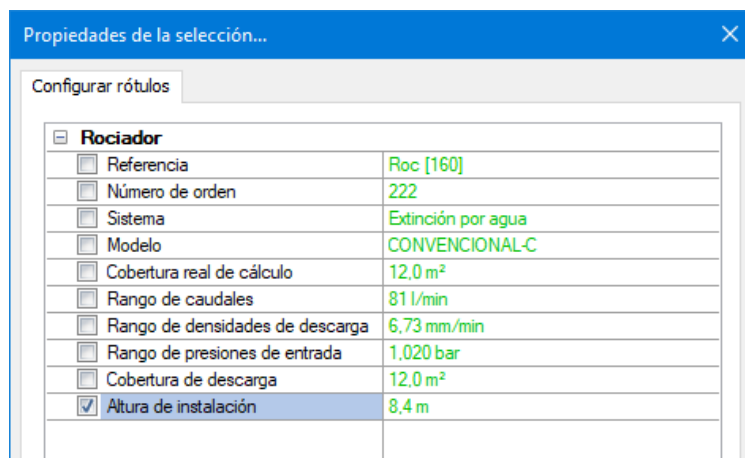 Propiedades de la selección...
Configurar rótulos
Rociador
Referencia Roc [160]
Número de orden 222
Sistema Extinción por agua
Modelo CONVENCIONAL-C
Cobertura real de cálculo 12,0 m²
Rango de caudales 81 l/min
Rango de densidades de descarga 6,73 mm/min
Rango de presiones de entrada 1,020 bar
Cobertura de descarga 12,0 m²
Altura de instalación 8,4 m